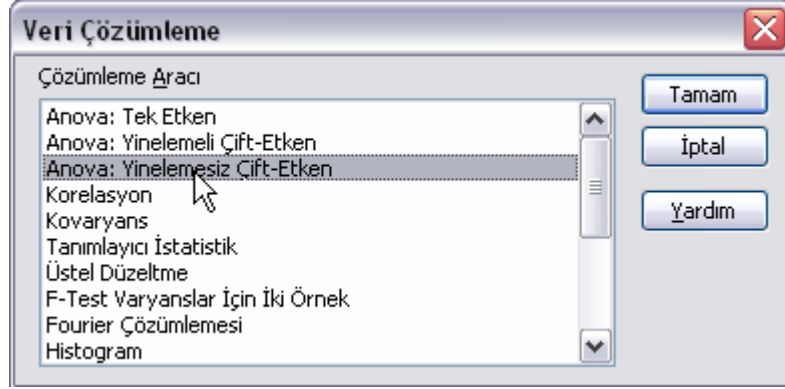 Veri Çözümleme
Çözümleme Aracı
Anova: Tek Etken
Anova: Yinelemeli Çift-Etken
Anova: Yinelemesiz Çift-Etken
Korelasyon
Kovaryans
Tanımlayıcı İstatistik
Üstel Düzeltme
F-Test Varyanslar İçin İki Örnek
Fourier Çözümlemesi
Histogram
Tamam
İptal
Yardım